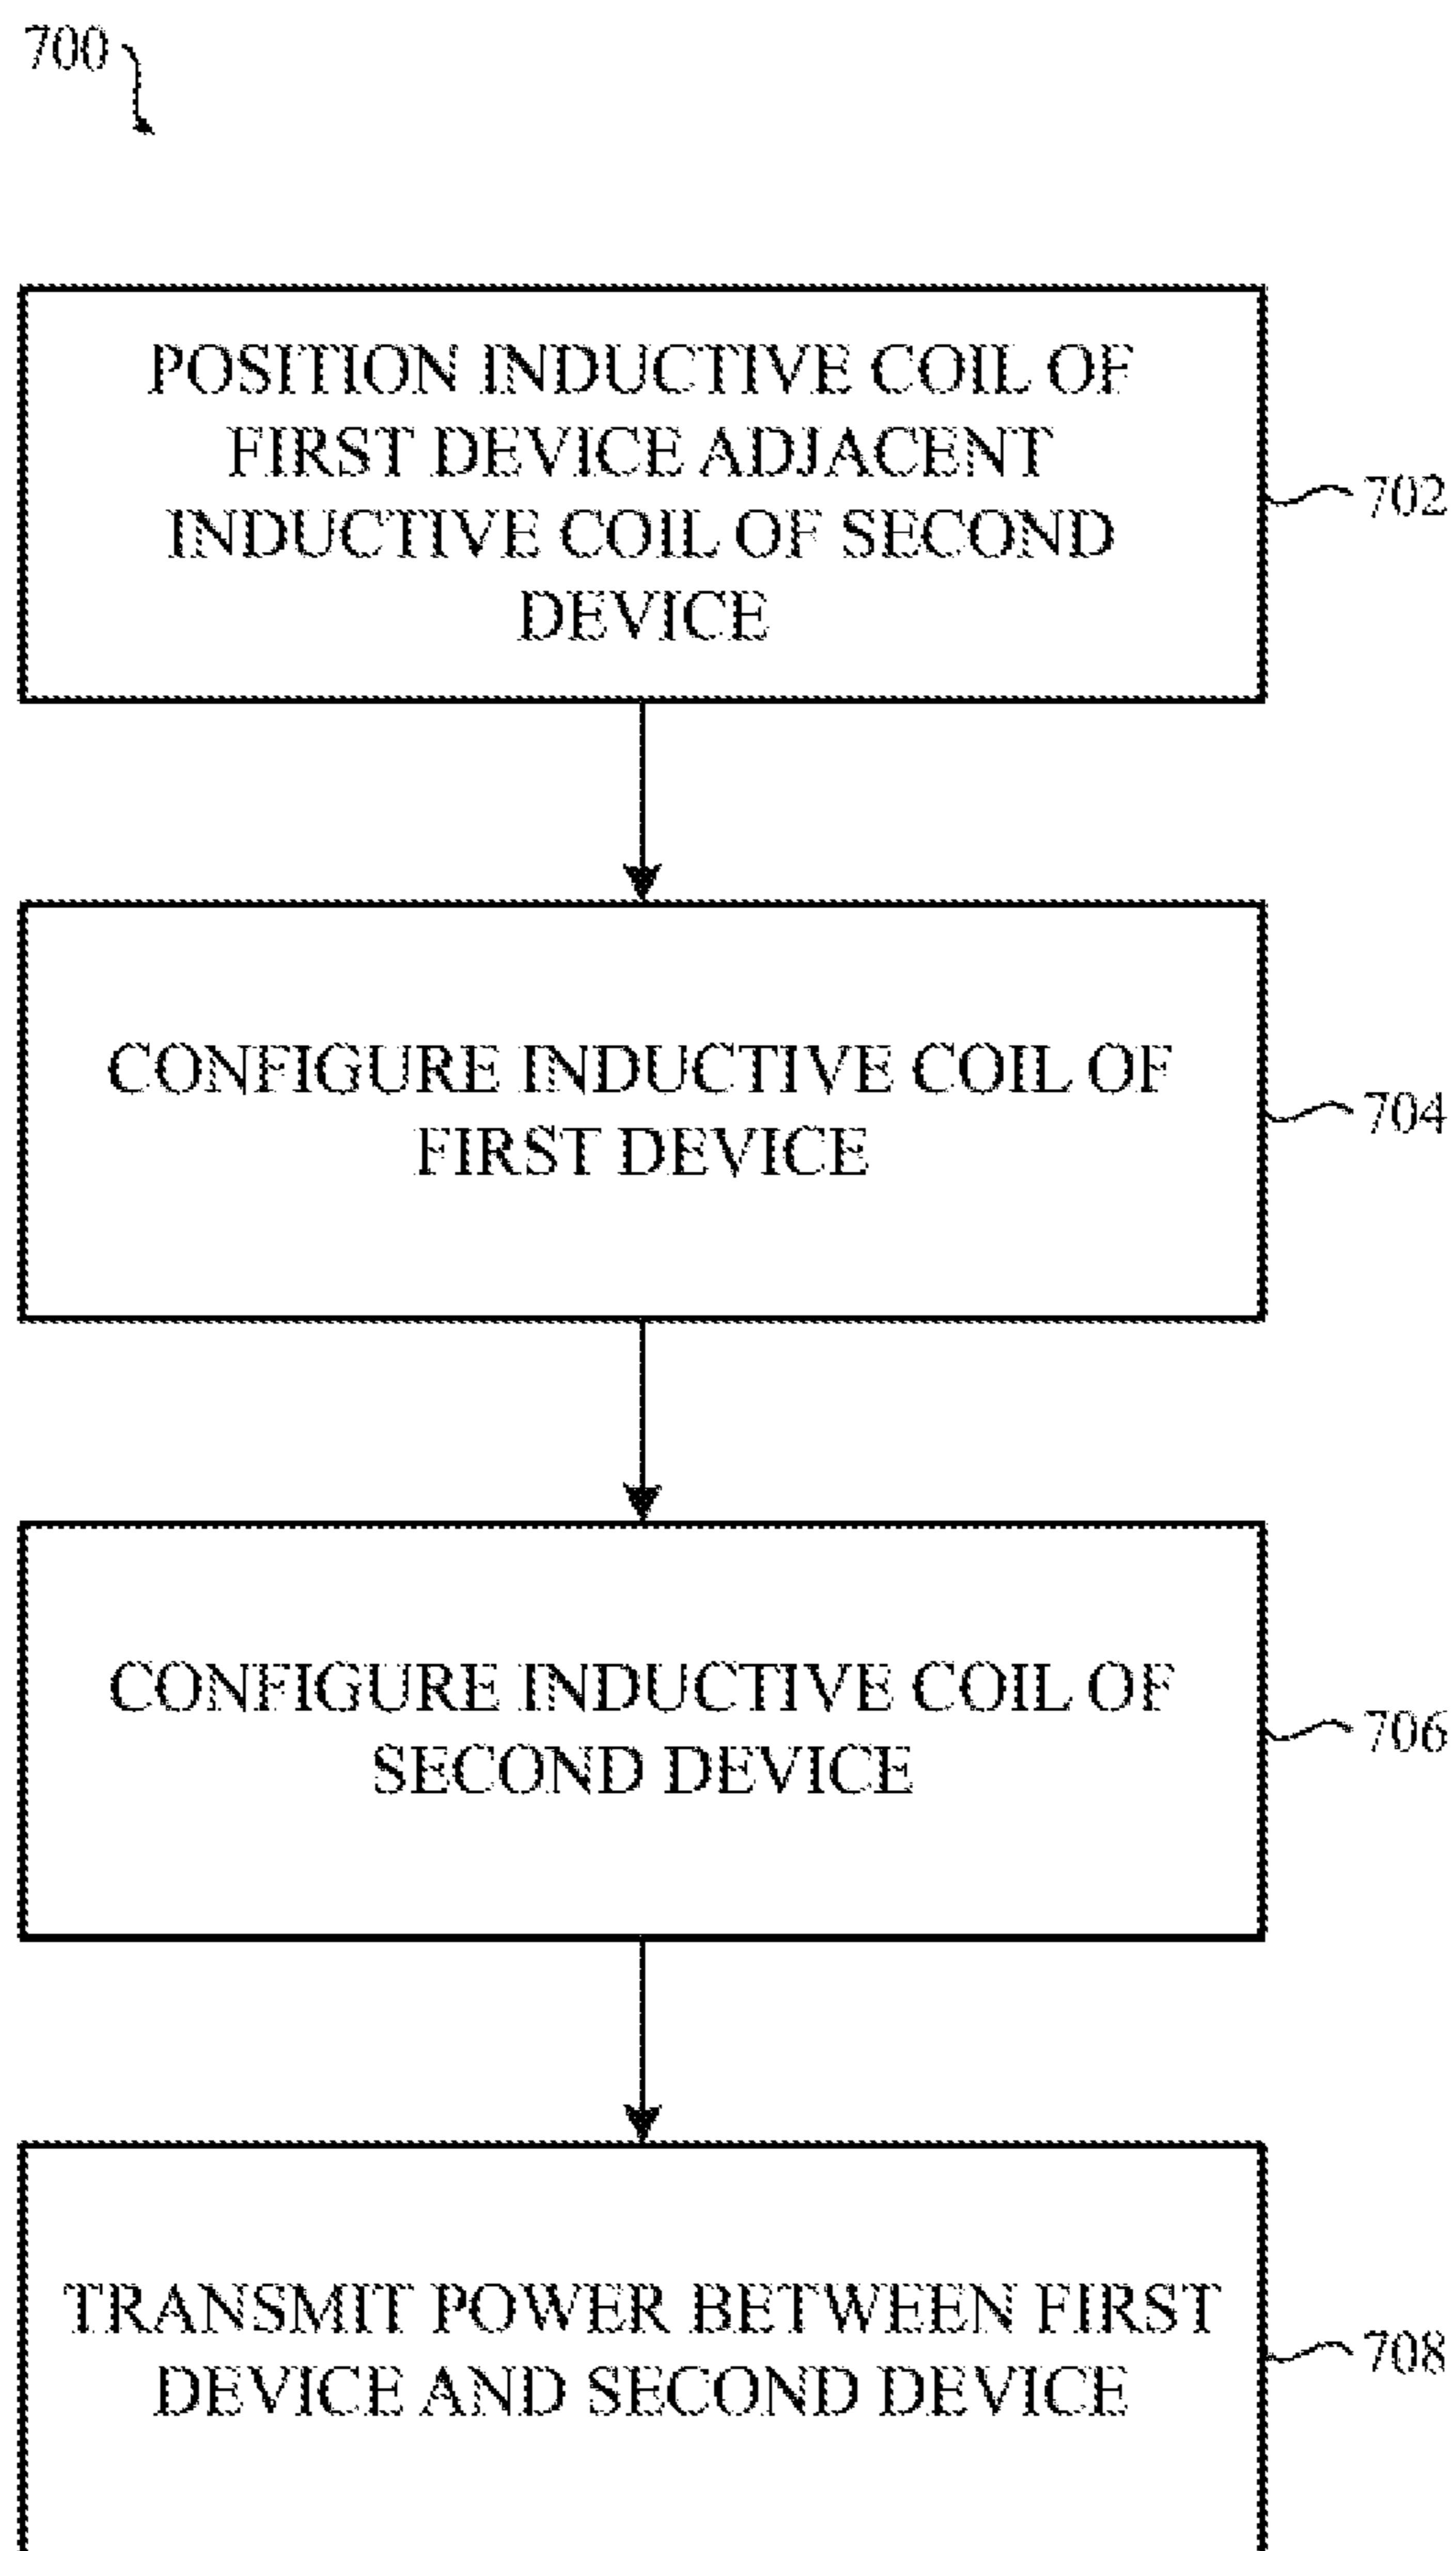 700
POSITION INDUCTIVE COIL OF
FIRST DEVICE ADJACENT
INDUCTIVE COIL OF SECOND
DEVICE
702
CONFIGURE INDUCTIVE COIL OF
FIRST DEVICE
704
CONFIGURE INDUCTIVE COIL OF
SECOND DEVICE
706
TRANSMIT POWER BETWEEN FIRST
DEVICE AND SECOND DEVICE
708